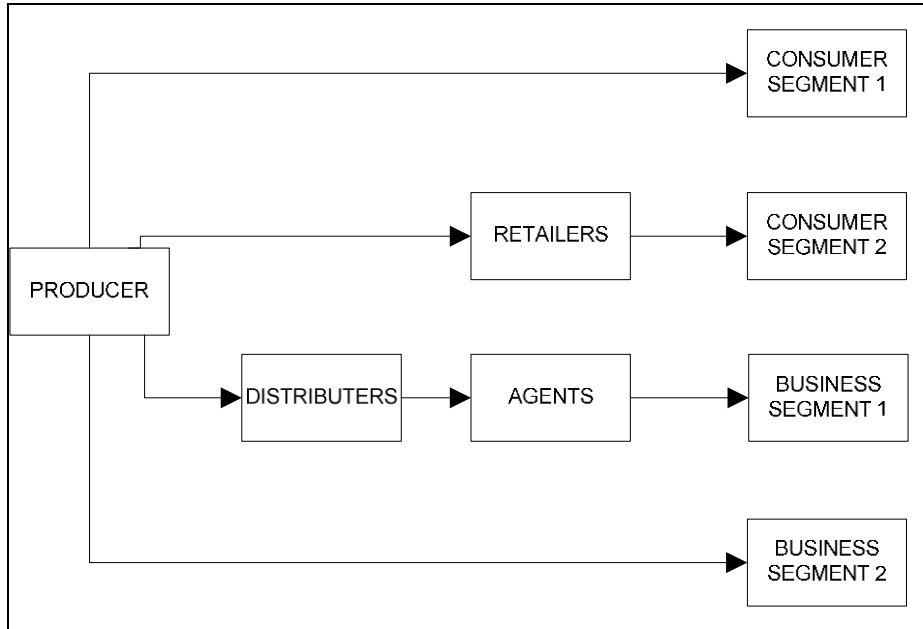 CONSUMER
SEGMENT 1
RETAILERS
CONSUMER
SEGMENT 2
PRODUCER
DISTRIBUTERS
AGENTS
BUSINESS
SEGMENT 1
BUSINESS
SEGMENT 2